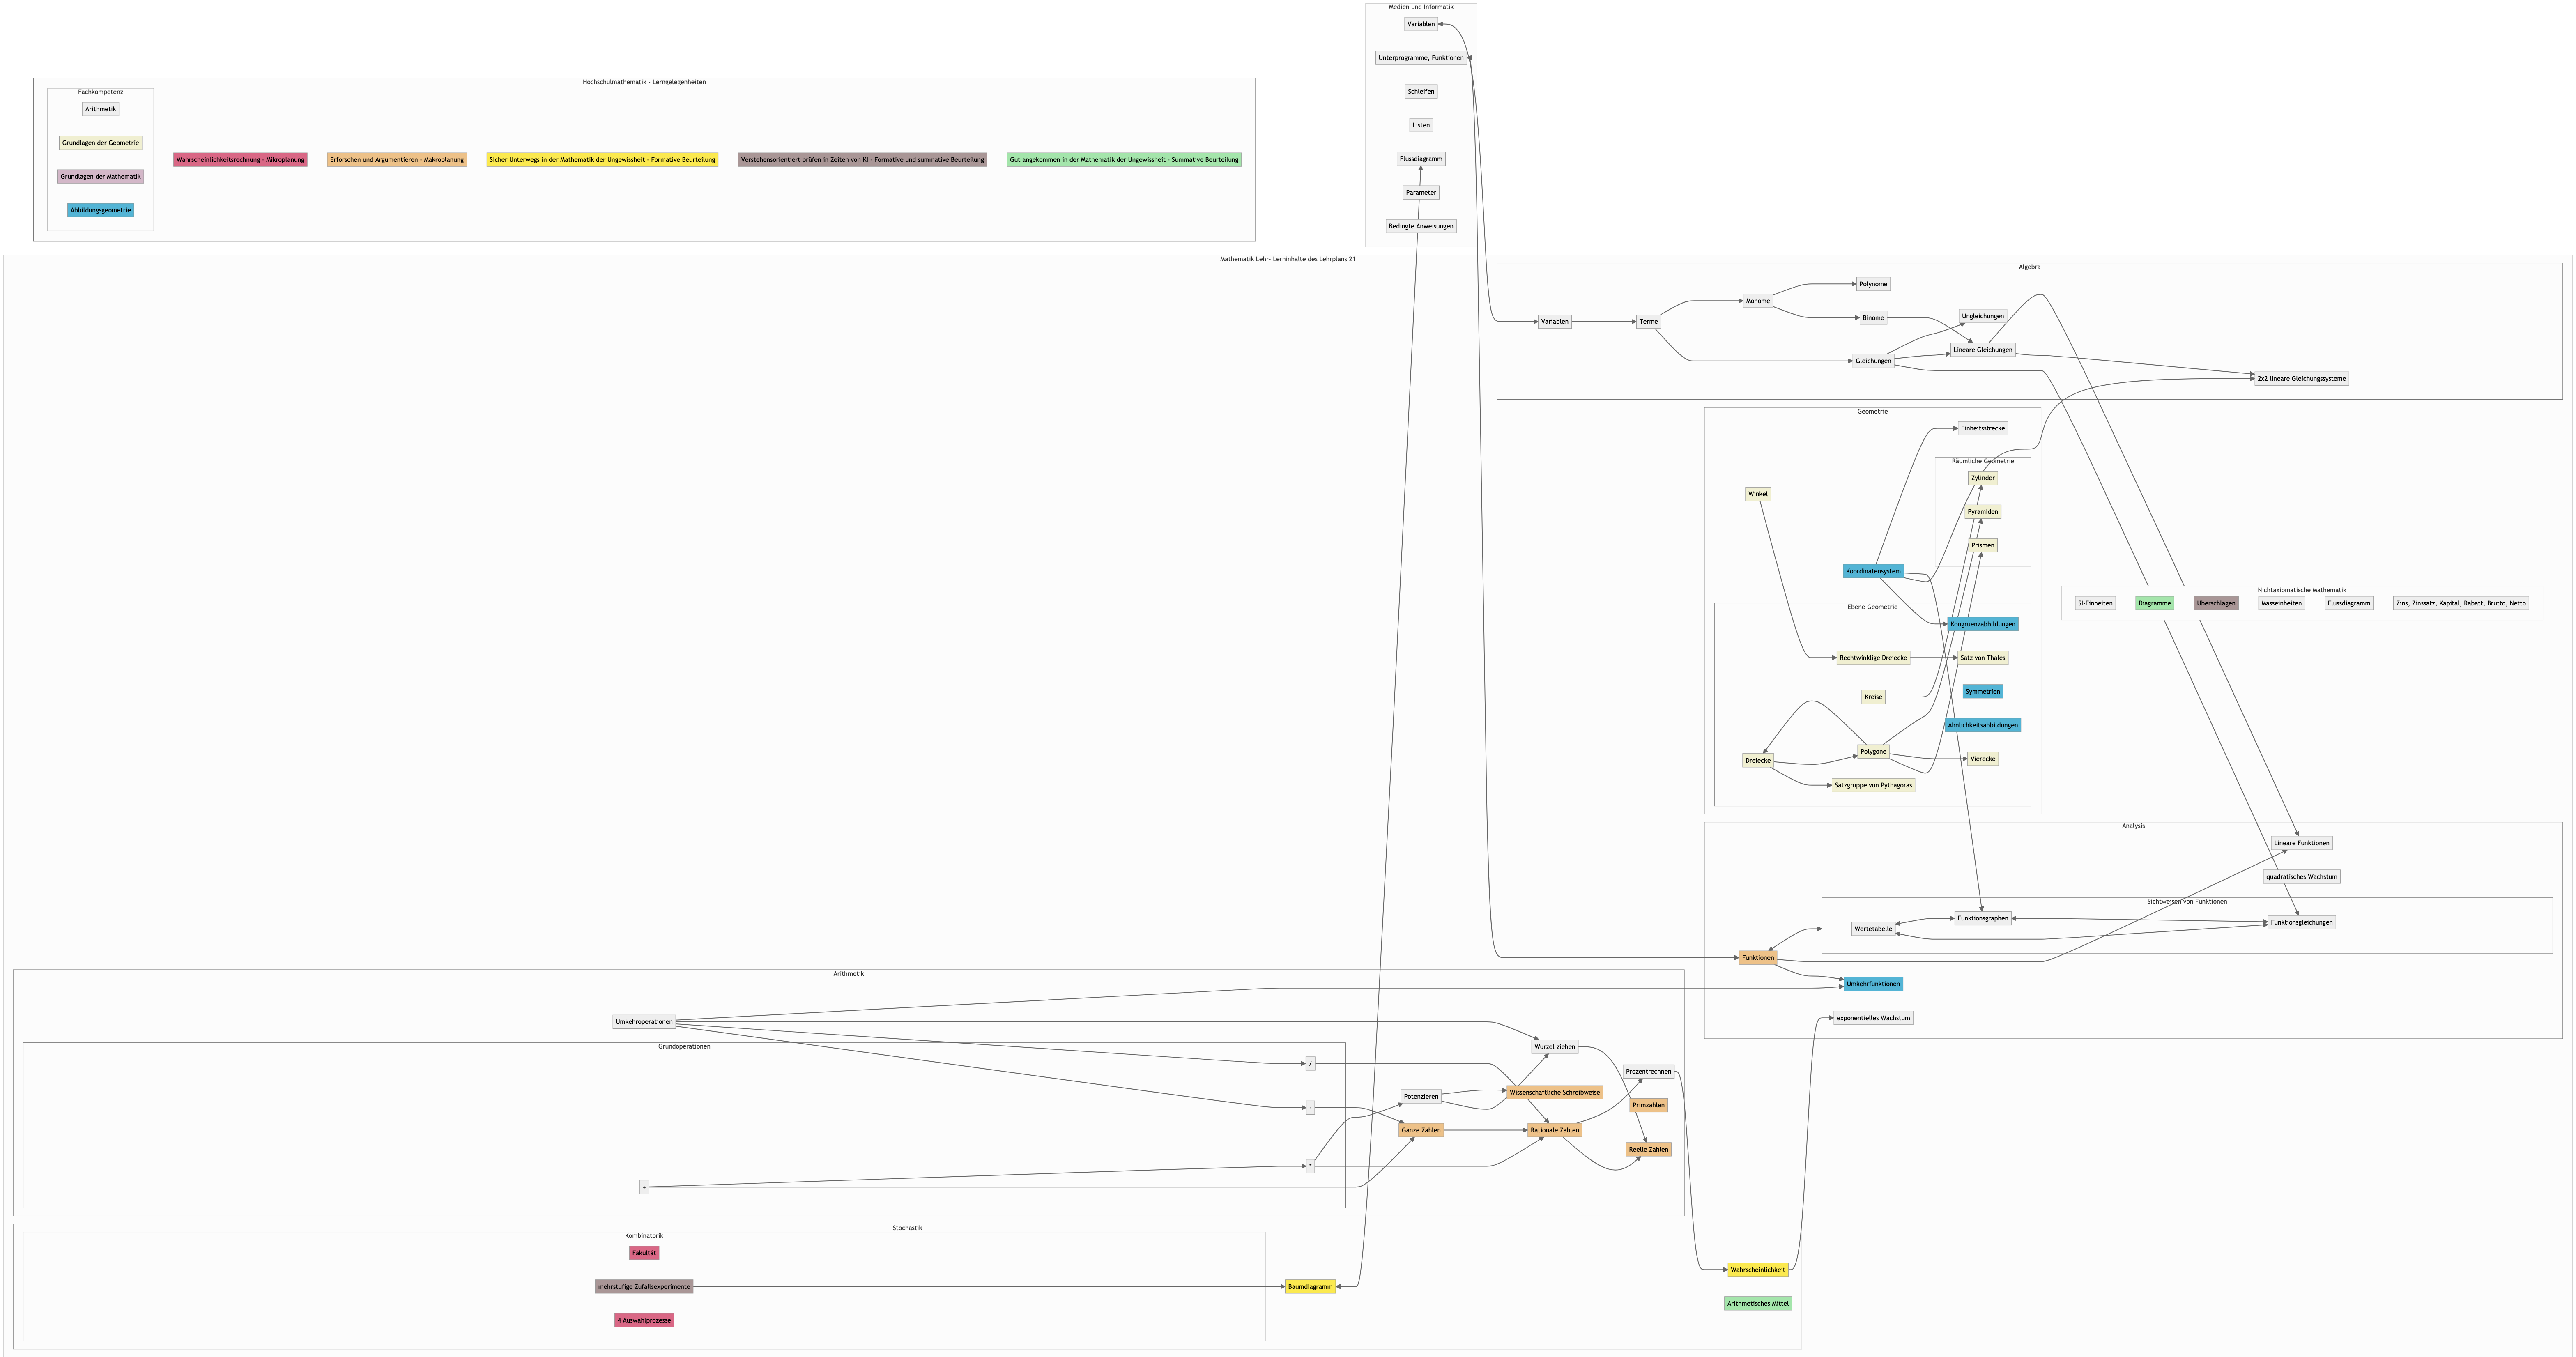 Medien und Informatik
Variablen
Unterprogramme, Funktionen
Schleifen
Listen
Flussdiagramm
Parameter
Bedingte Anweisungen
Hochschulmathematik - Lerngelegenheiten
Fachkompetenz
Arithmetik
Grundlagen der Geometrie
Grundlagen der Mathematik
Abbildungsgeometrie
Wahrscheinlichkeitsrechnung - Mikroplanung
Erforschen und Argumentieren - Makroplanung
Sicher Unterwegs in der Mathematik der Ungewissheit - Formative Beurteilung
Verstehensorientiert prüfen in Zeiten von KI - Formative und summative Beurteilung
Gut angekommen in der Mathematik der Ungewissheit - Summative Beurteilung
Mathematik Lehr- Lerninhalte des Lehrplans 21
Algebra
Variablen
Terme
Monome
Polynome
Binome
Gleichungen
Ungleichungen
Lineare Gleichungen
2x2 lineare Gleichungssysteme
Geometrie
Einheitsstrecke
Räumliche Geometrie
Zylinder
Pyramiden
Prismen
Winkel
Koordinatensystem
Ebene Geometrie
Kongruenzabbildungen
Rechtwinklige Dreiecke
Satz von Thales
Symmetrien
Kreise
Ähnlichkeitsabbildungen
Polygone
Dreiecke
Vierecke
Satzgruppe von Pythagoras
Nichtaxiomatische Mathematik
SI-Einheiten
Diagramme
Überschlagen
Masseinheiten
Flussdiagramm
Zins, Zinssatz, Kapital, Rabatt, Brutto, Netto
Analysis
Lineare Funktionen
quadratisches Wachstum
Sichtweisen von Funktionen
Funktionsgraphen
Wertetabelle
Funktionsgleichungen
Funktionen
Umkehrfunktionen
exponentielles Wachstum
Arithmetik
Umkehroperationen
Grundoperationen
/
-
*
+
Wurzel ziehen
Potenzieren
Wissenschaftliche Schreibweise
Prozentrechnen
Primzahlen
Ganze Zahlen
Rationale Zahlen
Reelle Zahlen
Stochastik
Kombinatorik
Fakultät
mehrstufige Zufallsexperimente
4 Auswahlprozesse
Baumdiagramm
Wahrscheinlichkeit
Arithmetisches Mittel